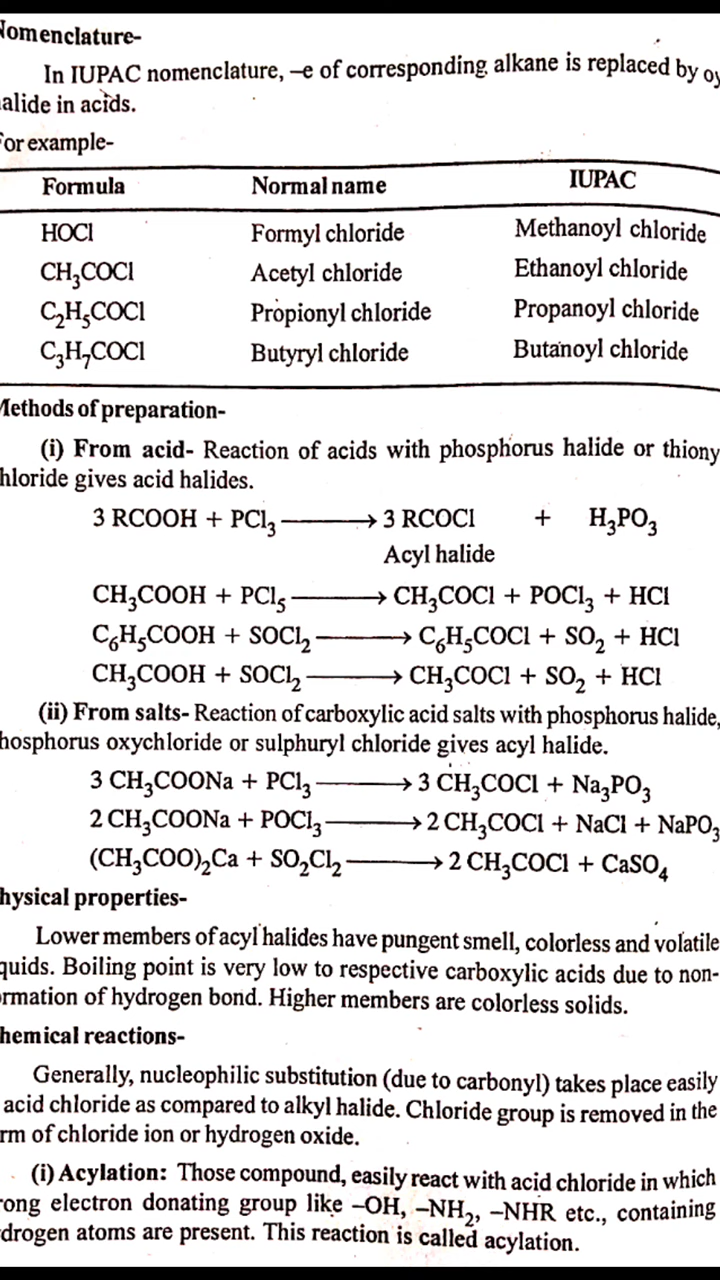 Nomenclature-
In IUPAC nomenclature, –e of corresponding alkane is replaced by oy
alide in acids.
For example-
Formula Normal name IUPAC
HOCl Formyl chloride Methanoyl chloride
CH₃COCl Acetyl chloride Ethanoyl chloride
C₂H₅COCl Propionyl chloride Propanoyl chloride
C₃H₇COCl Butyryl chloride Butanoyl chloride
Methods of preparation-
(i) From acid- Reaction of acids with phosphorus halide or thiony
hloride gives acid halides.
3 RCOOH + PCl₃ ⟶ 3 RCOCl + H₃PO₃
Acyl halide
CH₃COOH + PCl₅ ⟶ CH₃COCl + POCl₃ + HCl
C₆H₅COOH + SOCl₂ ⟶ C₆H₅COCl + SO₂ + HCl
CH₃COOH + SOCl₂ ⟶ CH₃COCl + SO₂ + HCl
(ii) From salts- Reaction of carboxylic acid salts with phosphorus halide,
hosphorus oxychloride or sulphuryl chloride gives acyl halide.
3 CH₃COONa + PCl₃ ⟶ 3 CH₃COCl + Na₃PO₃
2 CH₃COONa + POCl₃ ⟶ 2 CH₃COCl + NaCl + NaPO₃
(CH₃COO)₂Ca + SO₂Cl₂ ⟶ 2 CH₃COCl + CaSO₄
hysical properties-
Lower members of acyl halides have pungent smell, colorless and volatile
quids. Boiling point is very low to respective carboxylic acids due to non-
ormation of hydrogen bond. Higher members are colorless solids.
hemical reactions-
Generally, nucleophilic substitution (due to carbonyl) takes place easily
acid chloride as compared to alkyl halide. Chloride group is removed in the
rm of chloride ion or hydrogen oxide.
(i) Acylation: Those compound, easily react with acid chloride in which
rong electron donating group like –OH, –NH₂, –NHR etc., containing
drogen atoms are present. This reaction is called acylation.